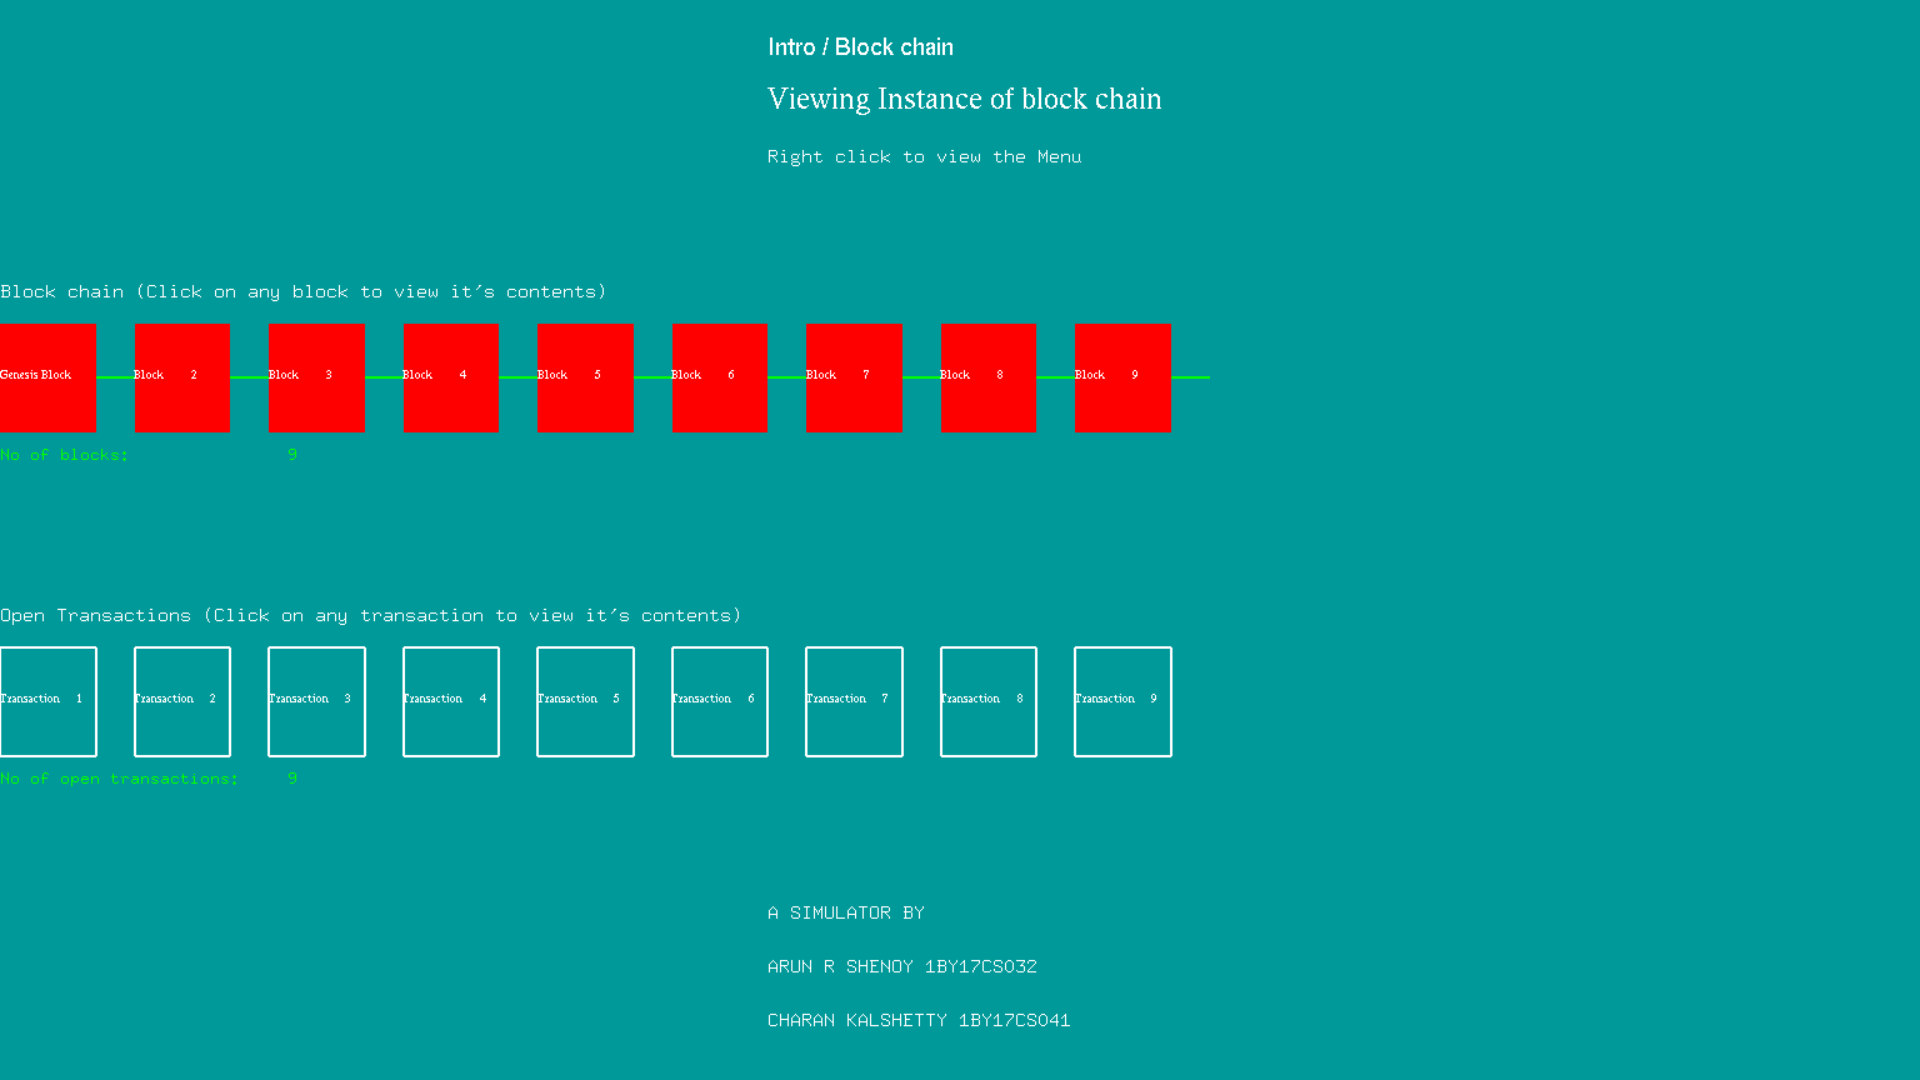 Intro / Block chain
Viewing Instance of block chain
Right click to view the Menu
Block chain (Click on any block to view it's contents)
Genesis Block Block 2 Block 3 Block 4 Block 5 Block 6 Block 7 Block 8 Block 9
No of blocks: 9
Open Transactions (Click on any transaction to view it's contents)
Transaction 1 Transaction 2 Transaction 3 Transaction 4 Transaction 5 Transaction 6 Transaction 7 Transaction 8 Transaction 9
No of open transactions: 9
A SIMULATOR BY
ARUN R SHENOY 1BY17CS032
CHARAN KALSHETTY 1BY17CS041